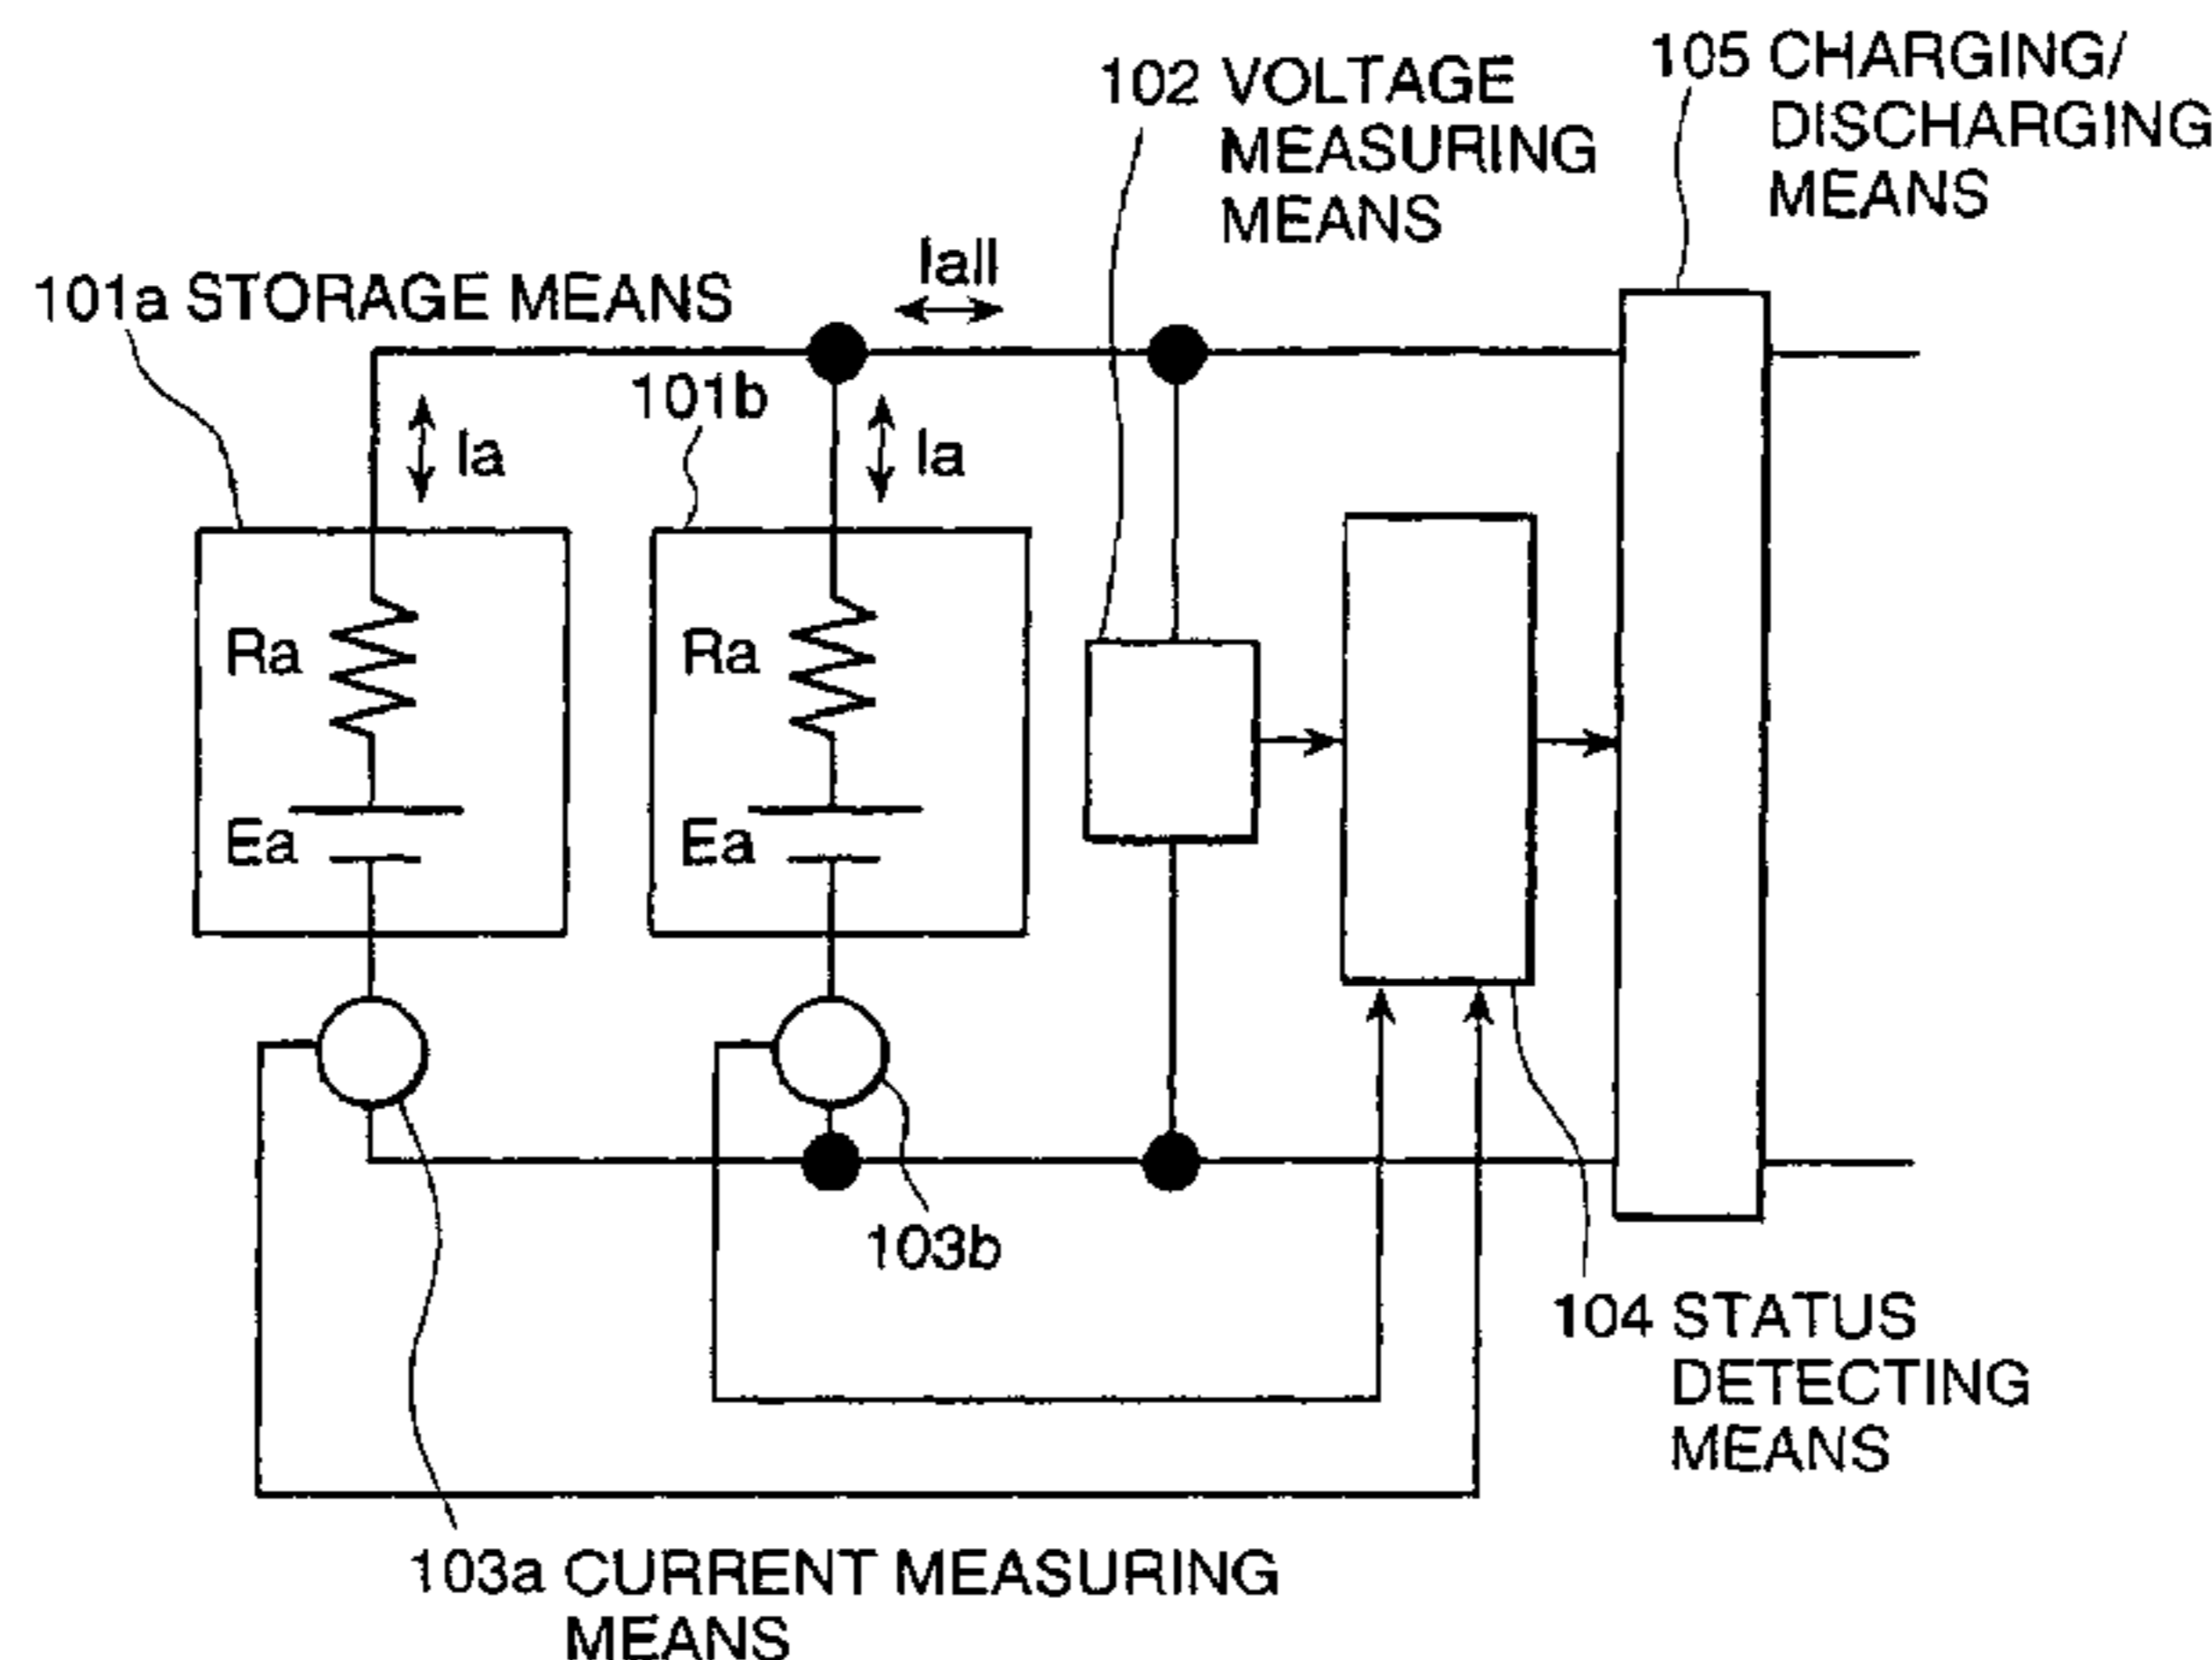 105 CHARGING/
DISCHARGING
MEANS
102 VOLTAGE
MEASURING
MEANS
Iall
101a STORAGE MEANS
101b
Ia
Ia
Ra
Ra
Ea
Ea
103b
104 STATUS
DETECTING
MEANS
103a CURRENT MEASURING
MEANS